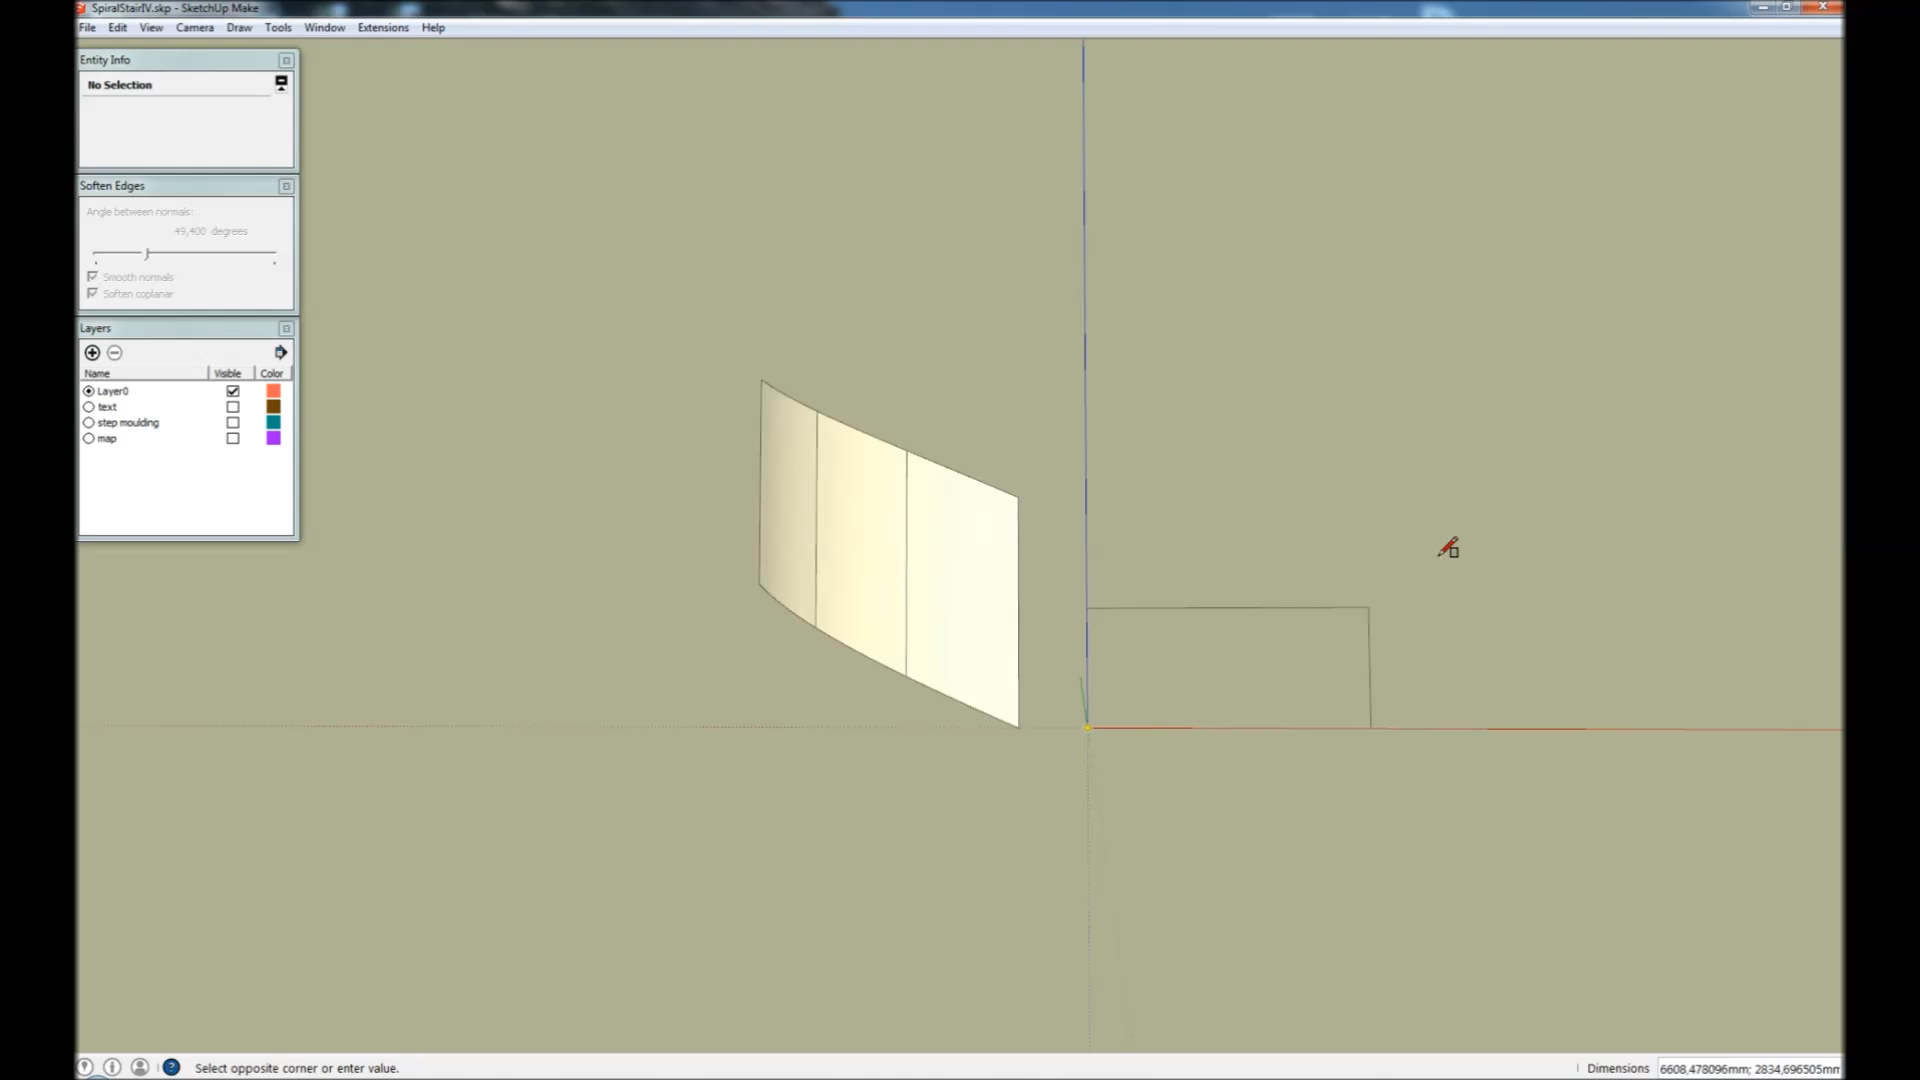 SpiralStairIV.skp - SketchUp Make
File Edit View Camera Draw Tools Window Extensions Help
Entity Info
No Selection
Soften Edges
Angle between normals:
49,400 degrees
Smooth normals
Soften coplanar
Layers
Name Visible Color
Layer0
text
step moulding
map
Select opposite corner or enter value.
Dimensions 6608,478096mm; 2834,696505mm